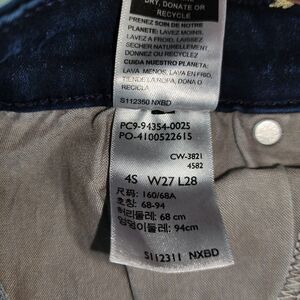 DRY, DONATE OR
RECYCLE
PRENEZ SOIN DE NOTRE
PLANETE: LAVEZ MOINS,
LAVEZ A FROID, LAISSEZ
SECHER NATURELLEMENT,
DONNEZ OU RECYCLEZ
CUIDA NUESTRO PLANETA:
LAVA MENOS, LAVA EN FRIO,
TIENDE LA ROPA, DONA O
RECICLA
S112350 NXBD
PC9-94354-0025
PO-4100522615
CW-3821
4582
4S W27 L28
尺码: 160/68A
호칭: 68-94
허리둘레: 68 cm
엉덩이둘레: 94cm
S112311 NXBD